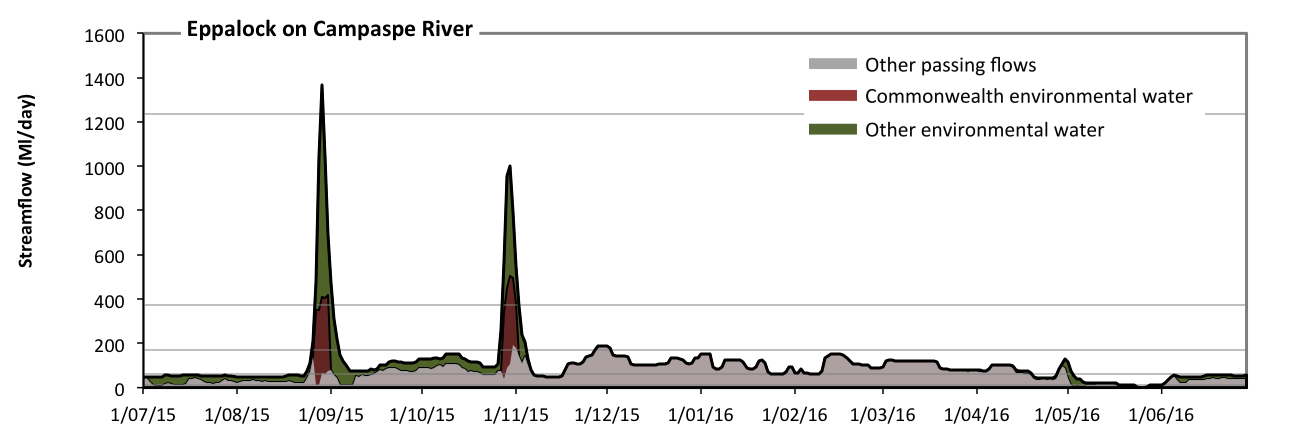 Eppalock on Campaspe River
Streamflow (Ml/day)
1600
1400
1200
1000
800
600
400
200
0
Other passing flows
Commonwealth environmental water
Other environmental water
1/07/15 1/08/15 1/09/15 1/10/15 1/11/15 1/12/15 1/01/16 1/02/16 1/03/16 1/04/16 1/05/16 1/06/16